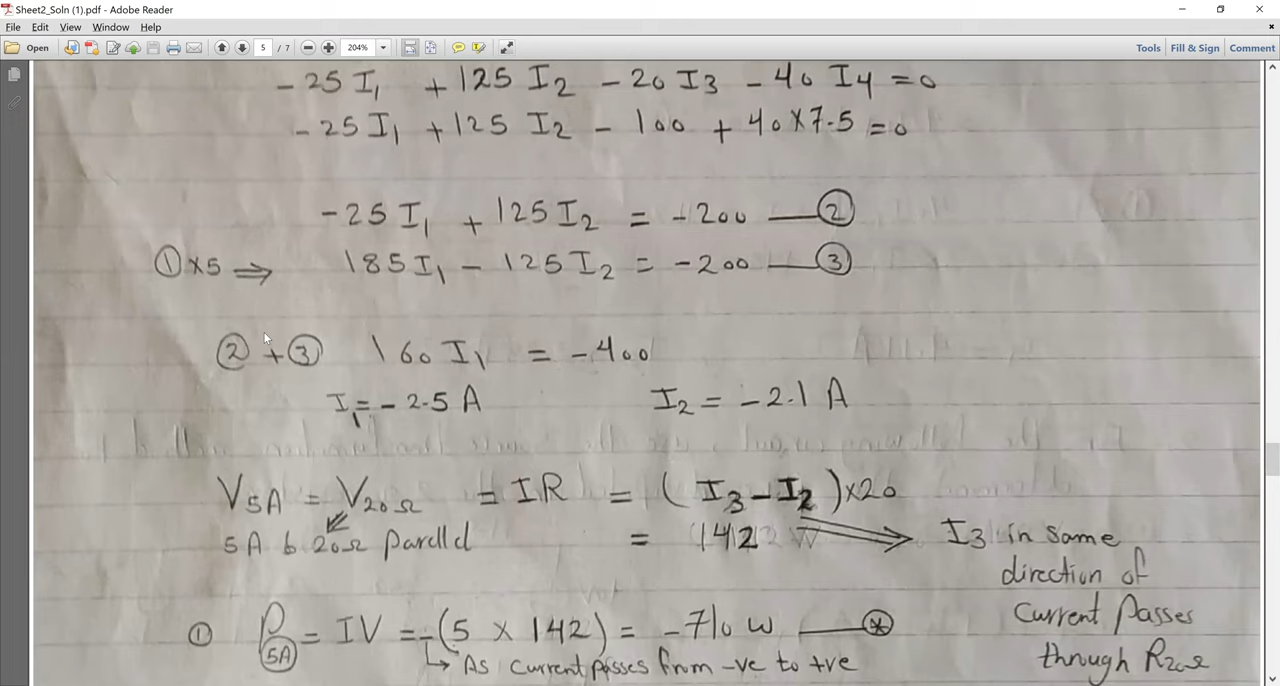 Sheet2_Soln (1).pdf - Adobe Reader
File Edit View Window Help
Open 5 / 7 204% Tools Fill & Sign Comment
-25 I₁ + 125 I₂ - 20 I₃ - 40 I₄ = 0
-25 I₁ + 125 I₂ - 100 + 40 × 7.5 = 0
-25 I₁ + 125 I₂ = -200 — ②
① ×5 ⇒ 185 I₁ - 125 I₂ = -200 — ③
② + ③ 160 I₁ = -400
I₁ = -2.5 A I₂ = -2.1 A
V5A = V20Ω = IR = (I₃ - I₂) × 20
5A & 20Ω Parallel = 142 V ⇒ I₃ in same
direction of
Current Passes
through R20Ω
① P5A = IV = -(5 × 142) = -710 W — ⊛
↳ As current passes from -ve to +ve